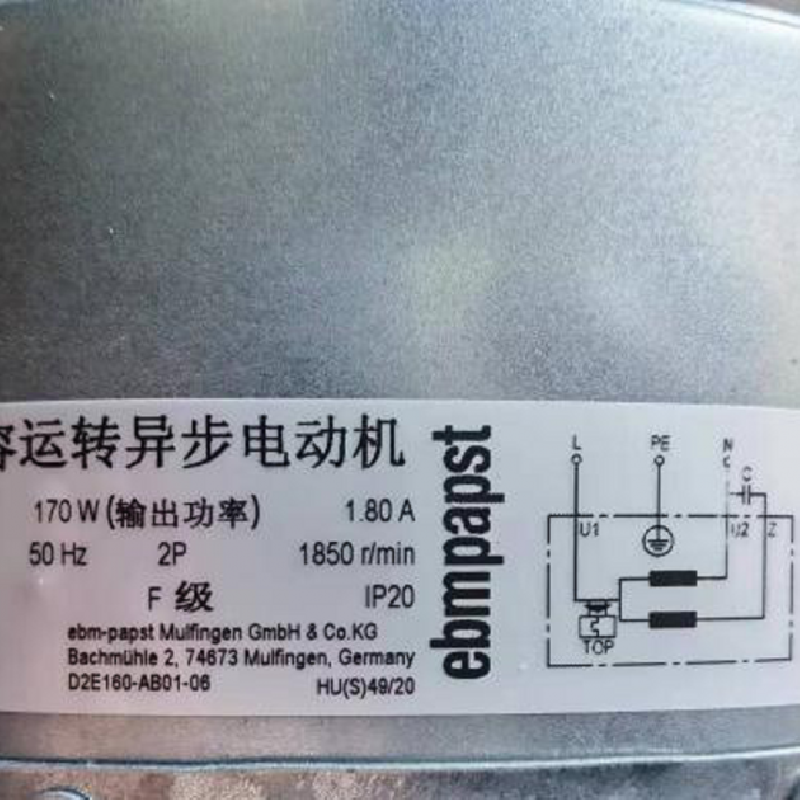 容运转异步电动机
170 W (输出功率) 1.80 A
50 Hz 2P 1850 r/min
F 级 IP20
ebm-papst Mulfingen GmbH & Co.KG
Bachmühle 2, 74673 Mulfingen, Germany
D2E160-AB01-06 HU(S)49/20
ebmpapst
L PE N
C
U1 U2 Z
TOP